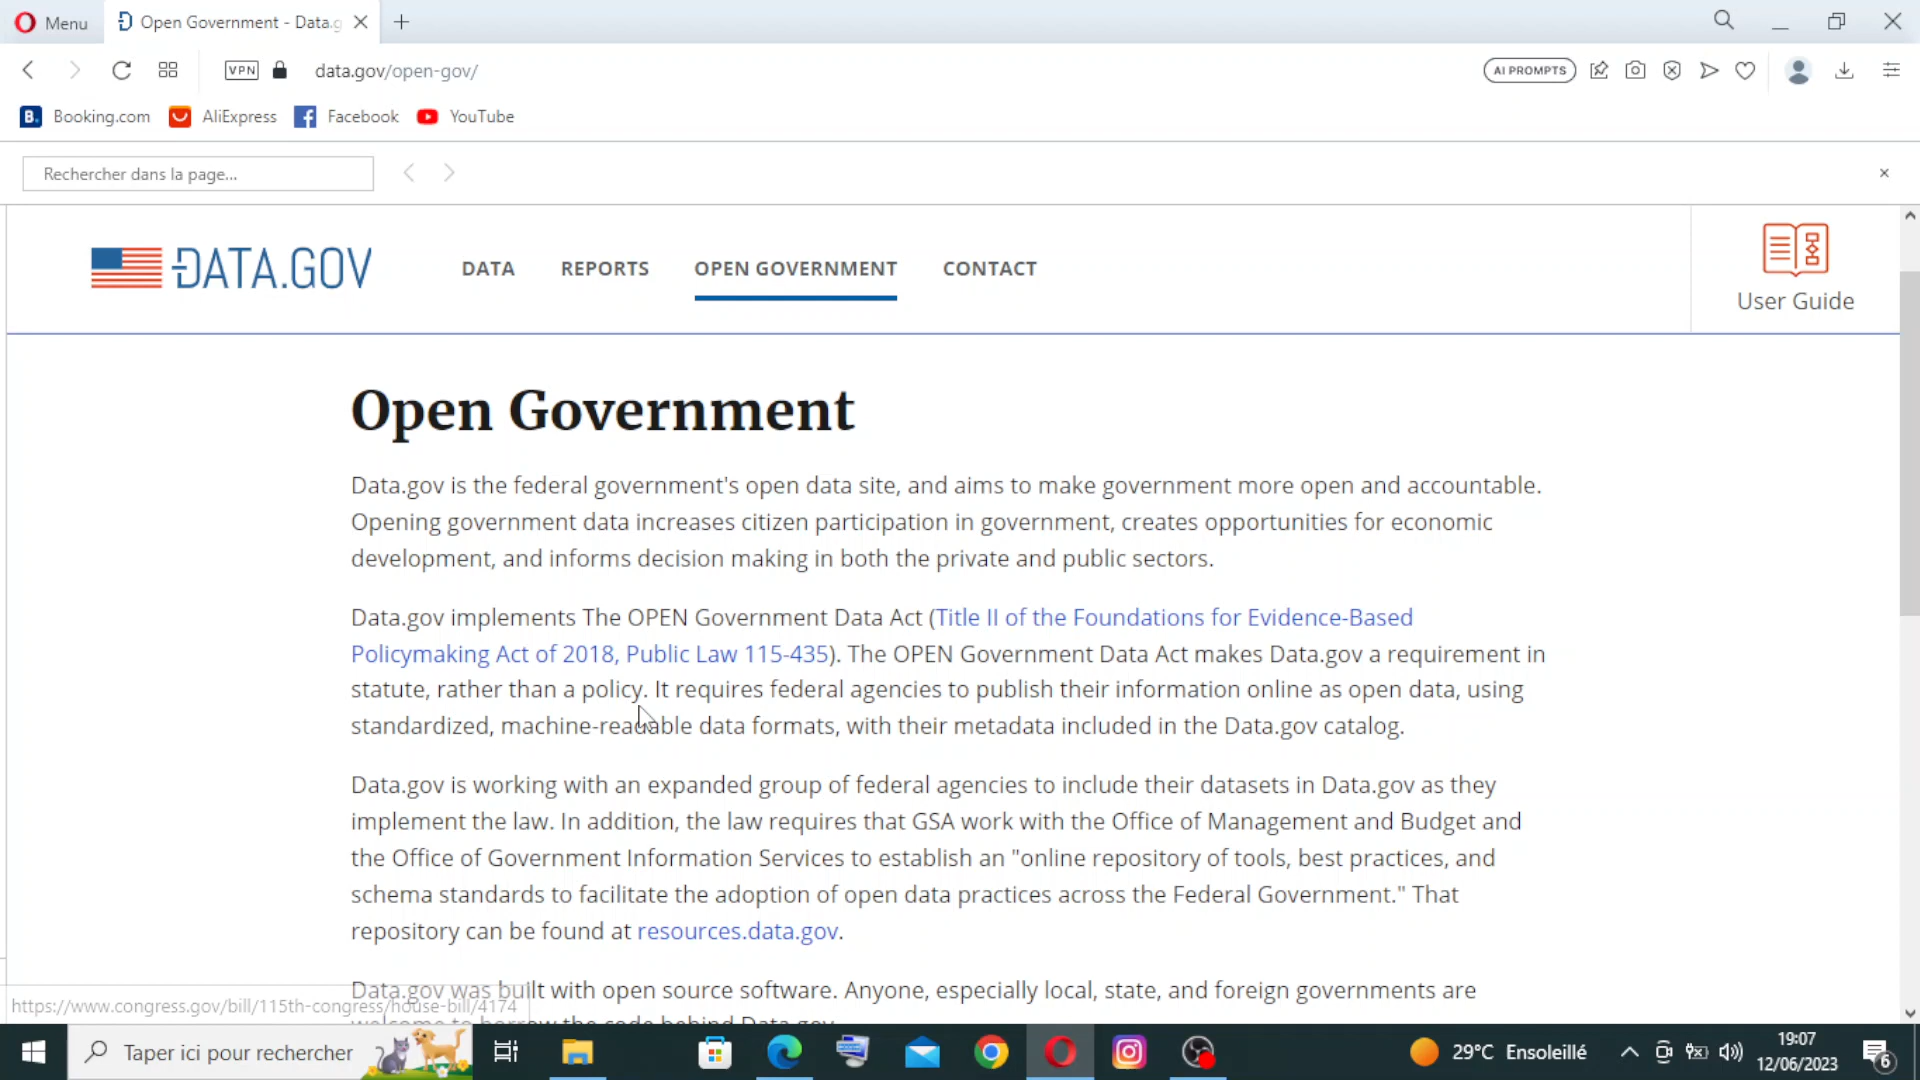 Menu
Open Government - Data.g
VPN
data.gov/open-gov/
AI PROMPTS
B. Booking.com
AliExpress
Facebook
YouTube
Rechercher dans la page...
DATA.GOV
DATA
REPORTS
OPEN GOVERNMENT
CONTACT
User Guide
Open Government
Data.gov is the federal government's open data site, and aims to make government more open and accountable.
Opening government data increases citizen participation in government, creates opportunities for economic
development, and informs decision making in both the private and public sectors.
Data.gov implements The OPEN Government Data Act (Title II of the Foundations for Evidence-Based
Policymaking Act of 2018, Public Law 115-435). The OPEN Government Data Act makes Data.gov a requirement in
statute, rather than a policy. It requires federal agencies to publish their information online as open data, using
standardized, machine-readable data formats, with their metadata included in the Data.gov catalog.
Data.gov is working with an expanded group of federal agencies to include their datasets in Data.gov as they
implement the law. In addition, the law requires that GSA work with the Office of Management and Budget and
the Office of Government Information Services to establish an "online repository of tools, best practices, and
schema standards to facilitate the adoption of open data practices across the Federal Government." That
repository can be found at resources.data.gov.
Data.gov was built with open source software. Anyone, especially local, state, and foreign governments are
welcome to borrow the code behind Data.gov
https://www.congress.gov/bill/115th-congress/house-bill/4174
Taper ici pour rechercher
29°C Ensoleillé
19:07
12/06/2023
6